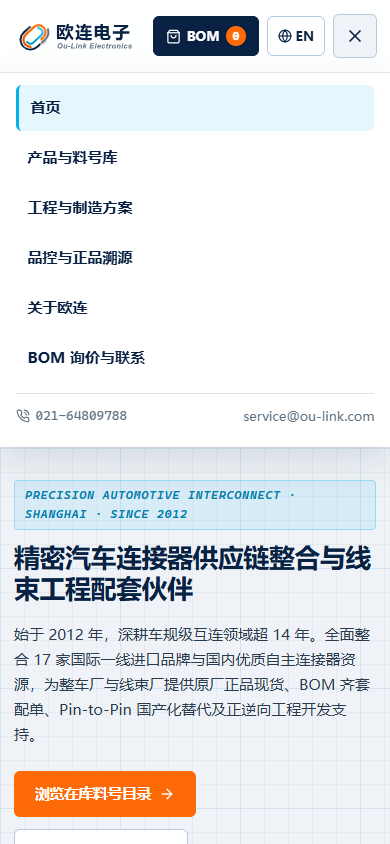 欧连电子
Ou-Link Electronics
BOM 0
EN
首页
产品与料号库
工程与制造方案
品控与正品溯源
关于欧连
BOM 询价与联系
021-64809788
service@ou-link.com
PRECISION AUTOMOTIVE INTERCONNECT ·
SHANGHAI · SINCE 2012
精密汽车连接器供应链整合与线
束工程配套伙伴
始于 2012 年，深耕车规级互连领域超 14 年。全面整
合 17 家国际一线进口品牌与国内优质自主连接器资
源，为整车厂与线束厂提供原厂正品现货、BOM 齐套
配单、Pin-to-Pin 国产化替代及正逆向工程开发支
持。
浏览在库料号目录